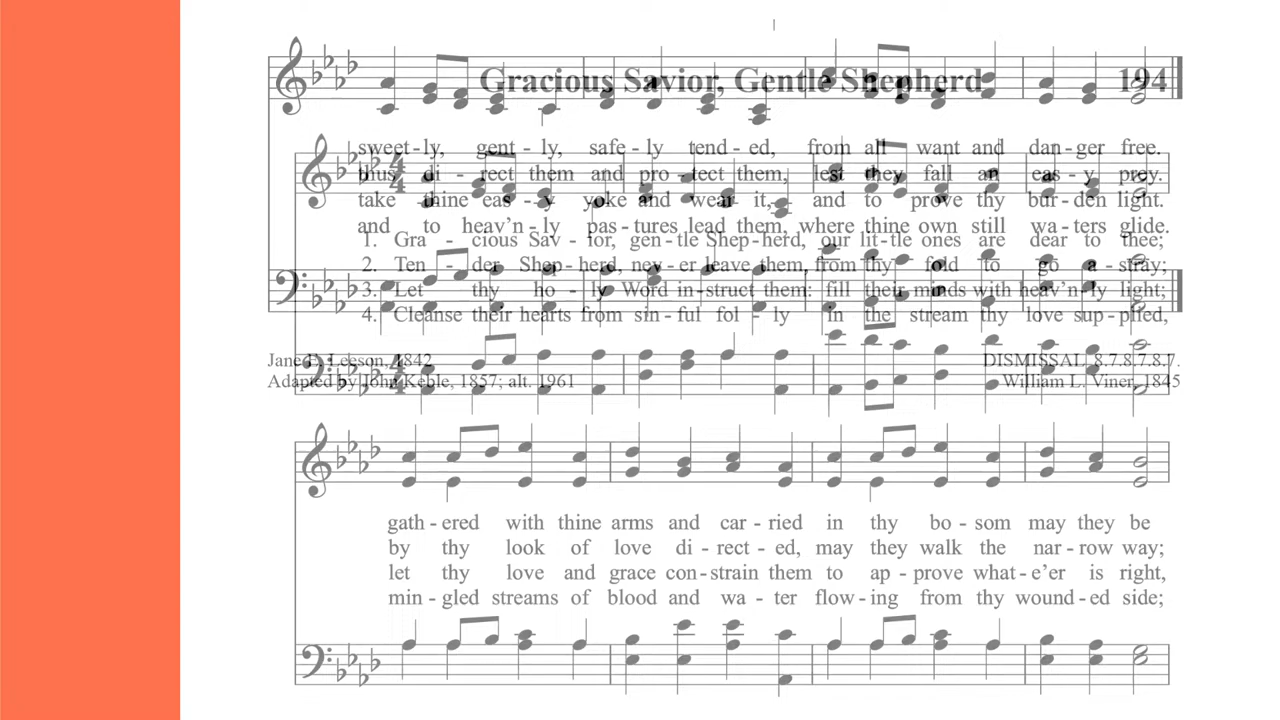 Gracious Savior, Gentle Shepherd 194
sweet-ly, gent-ly, safe-ly tend-ed, from all want and dan-ger free.
thus di-rect them and pro-tect them, lest they fall an eas-y prey.
take thine eas-y yoke and wear it, and to prove thy bur-den light.
and to heav'n-ly pas-tures lead them, where thine own still wa-ters glide.
1. Gra-cious Sav-ior, gen-tle Shep-herd, our lit-tle ones are dear to thee;
2. Ten-der Shep-herd, nev-er leave them, from thy fold to go a-stray;
3. Let thy ho-ly Word in-struct them: fill their minds with heav'n-ly light;
4. Cleanse their hearts from sin-ful fol-ly in the stream thy love sup-plied,
Jane E. Leeson, 1842 DISMISSAL 8.7.8.7.8.7.
Adapted by John Keble, 1857; alt. 1961 William L. Viner, 1845
gath-ered with thine arms and car-ried in thy bo-som may they be
by thy look of love di-rect-ed, may they walk the nar-row way;
let thy love and grace con-strain them to ap-prove what-e'er is right,
min-gled streams of blood and wa-ter flow-ing from thy wound-ed side;